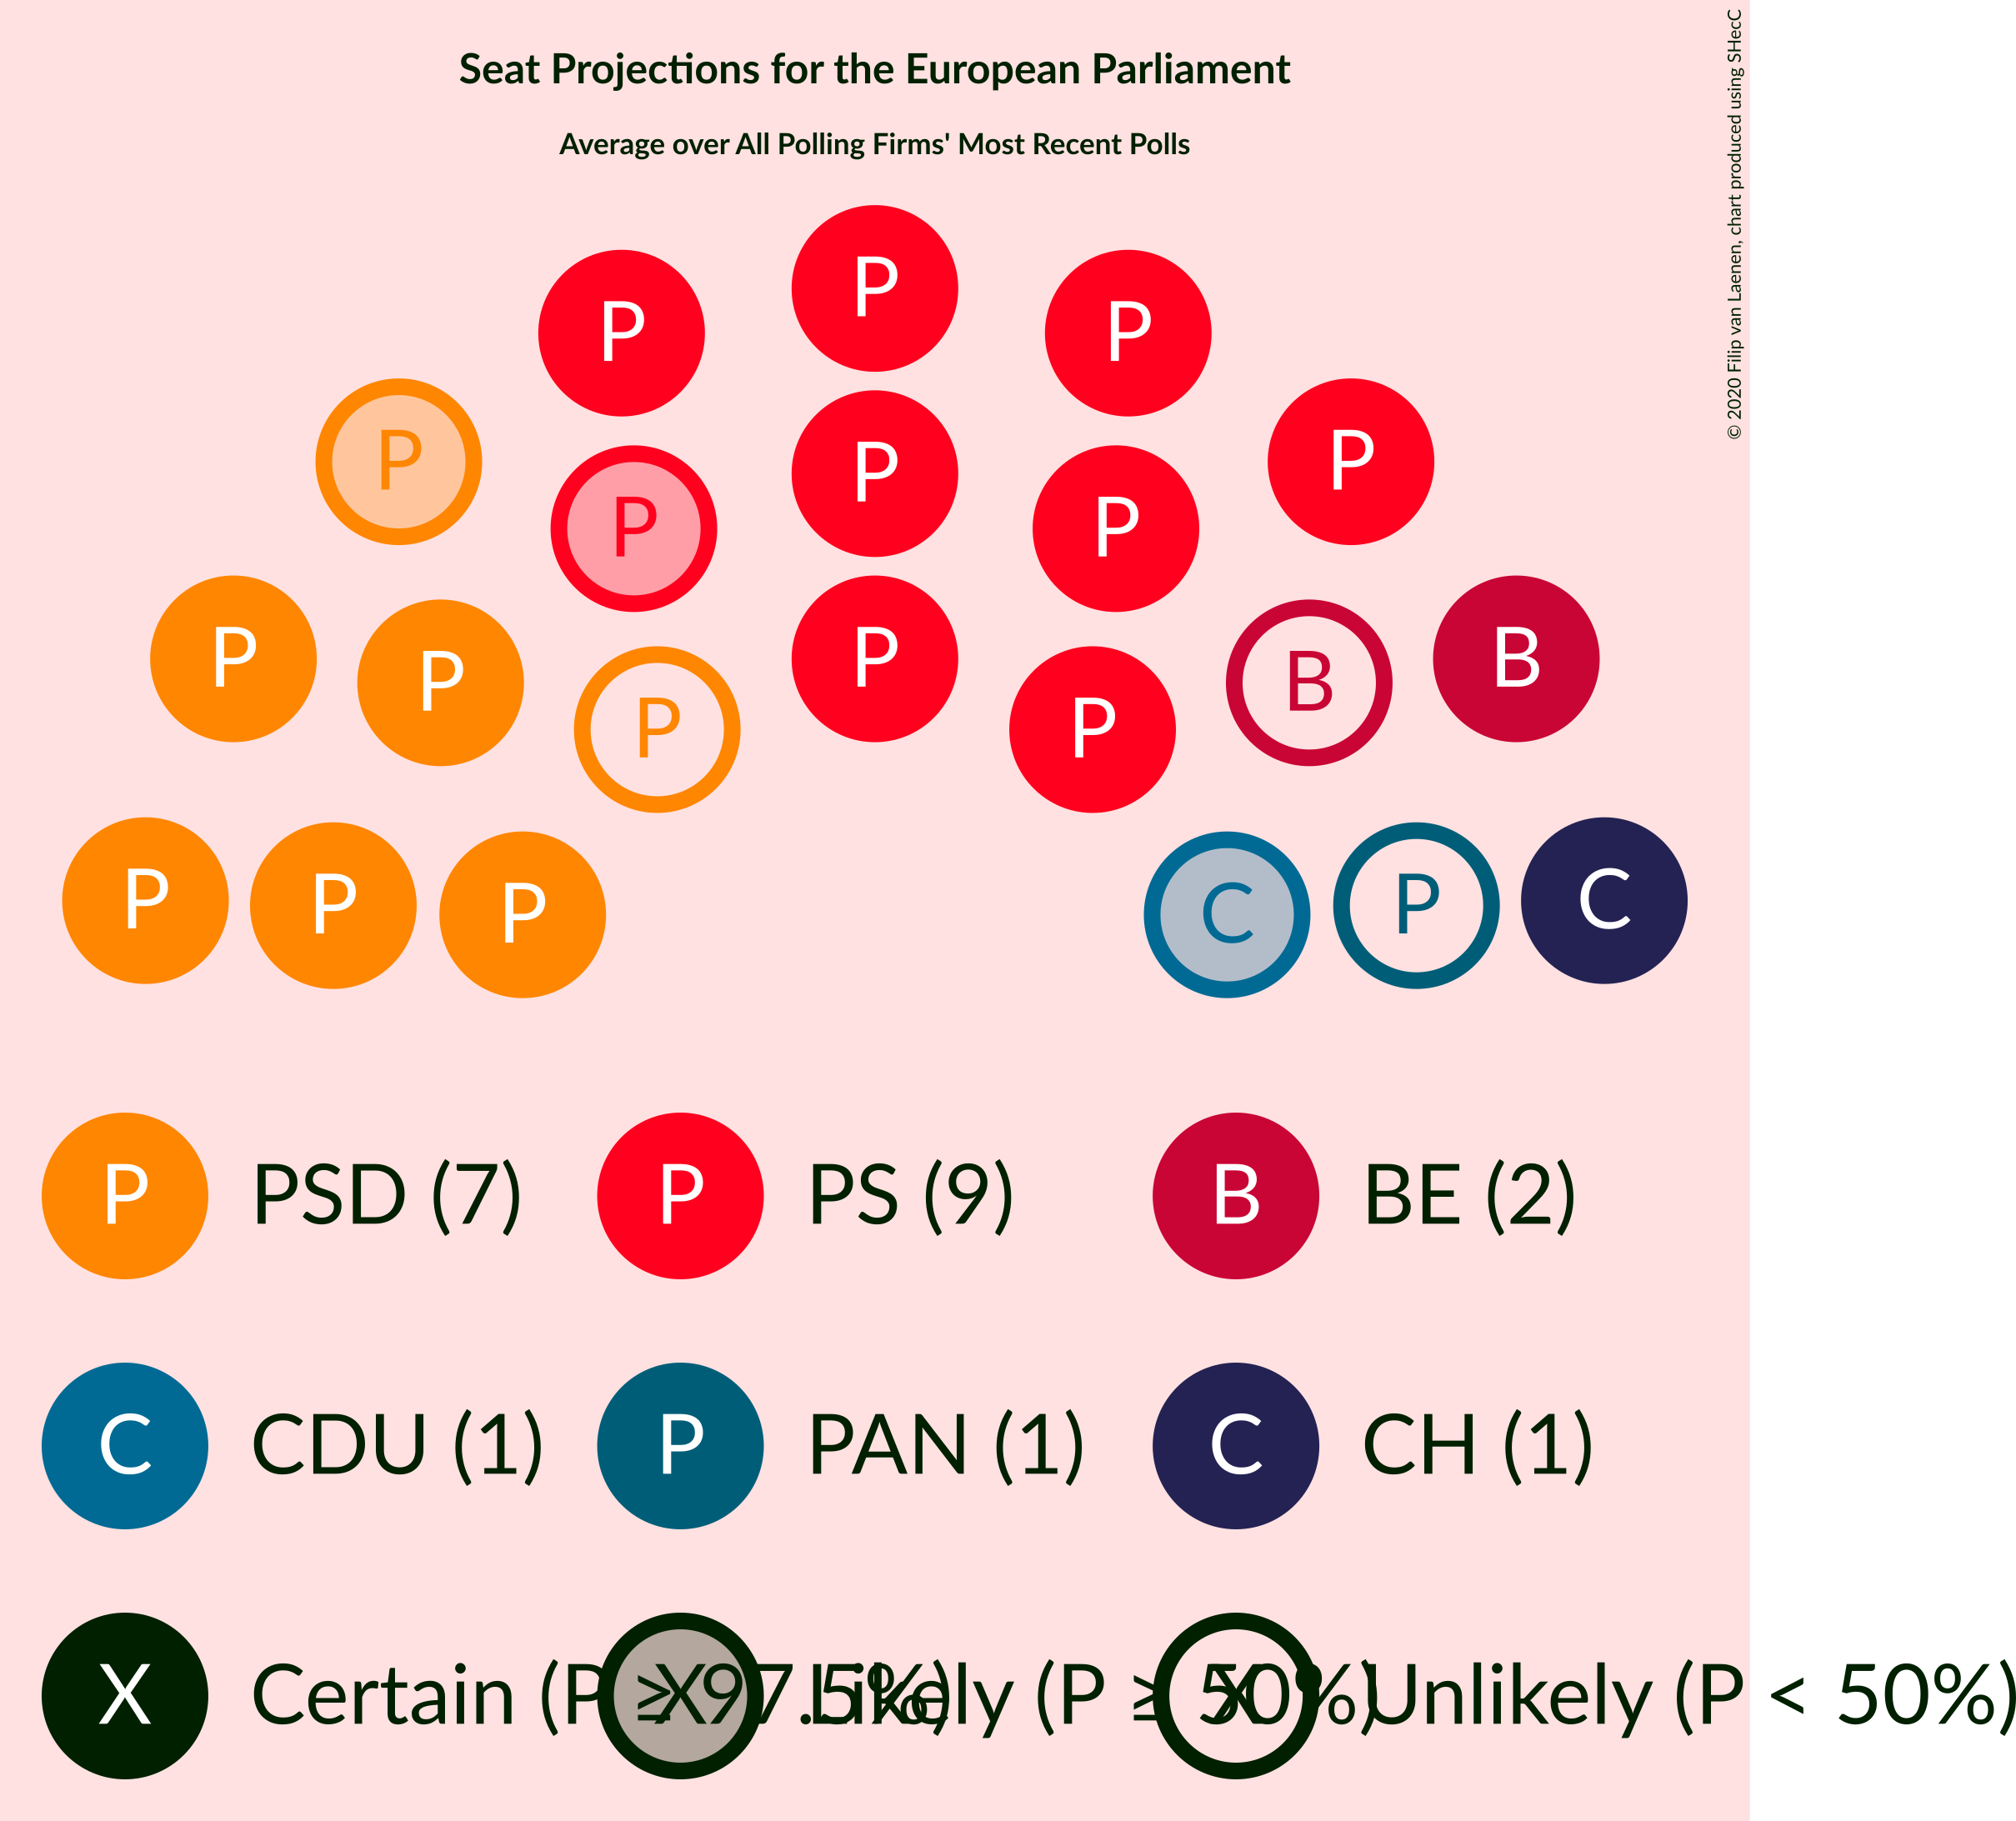 Seat Projections for the European Parliament
Average over All Polling Firms' Most Recent Polls
© 2020 Filip van Laenen, chart produced using SHecC
P
P P
P P
P
P P
P P
P P B B
P P P
P P P C P C
P PSD (7) P PS (9) B BE (2)
C CDU (1) P PAN (1) C CH (1)
X Certain (P ≥ 97.5%) X Likely (P ≥ 50%) X Unlikely (P < 50%)